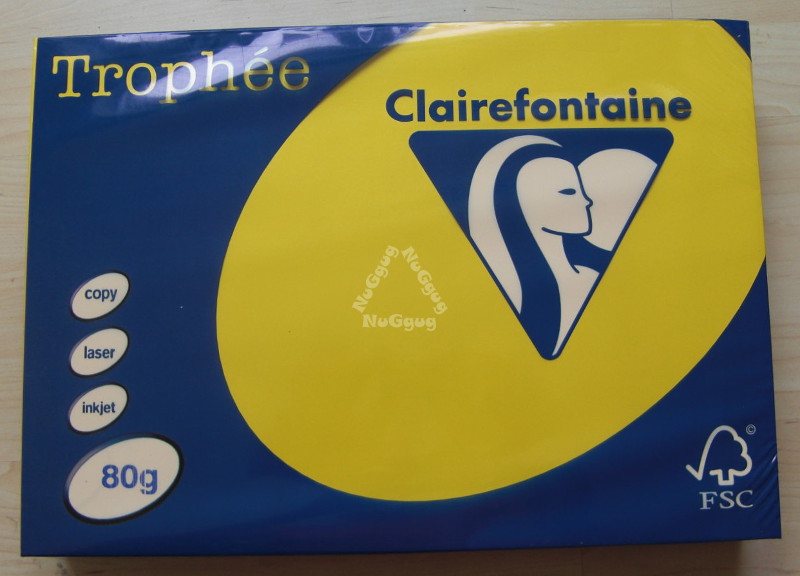 Trophée
Clairefontaine
copy
laser
inkjet
80g
NuGgug
NuGgug
NuGgug
©
FSC